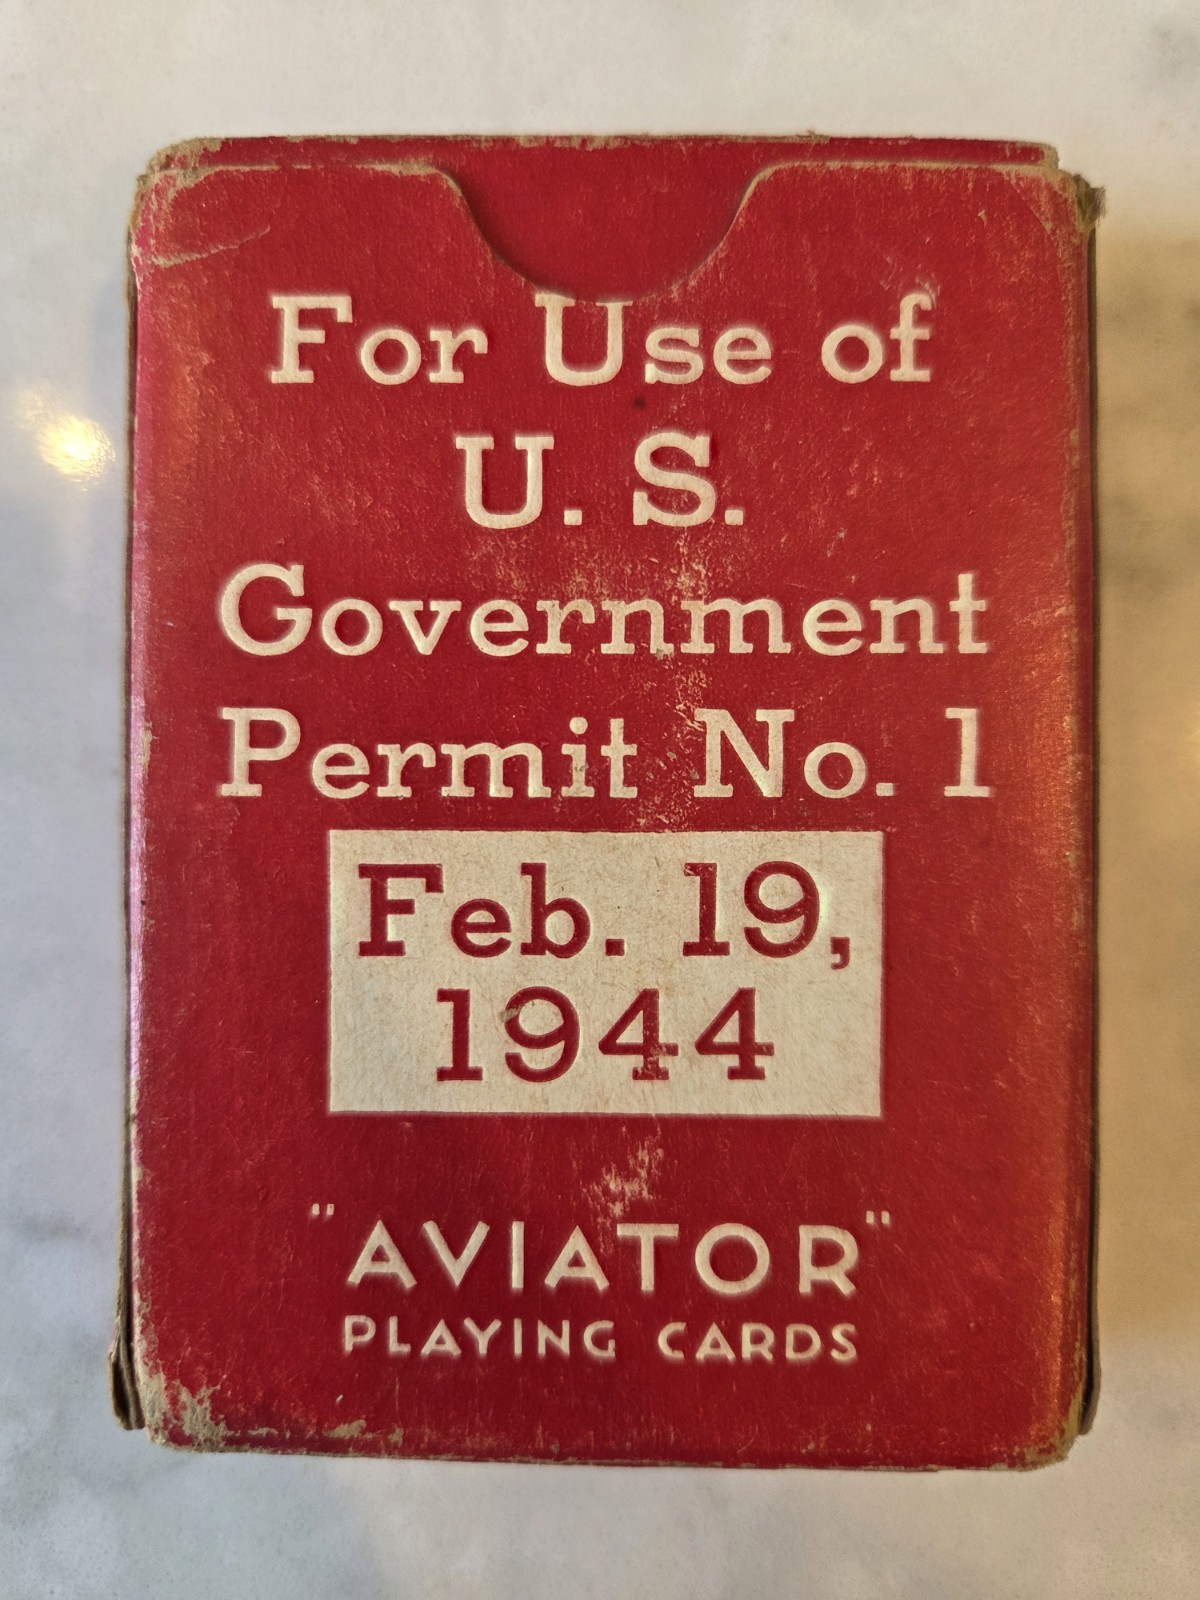 For Use of
U. S.
Government
Permit No. 1
Feb. 19,
1944
"AVIATOR"
PLAYING CARDS